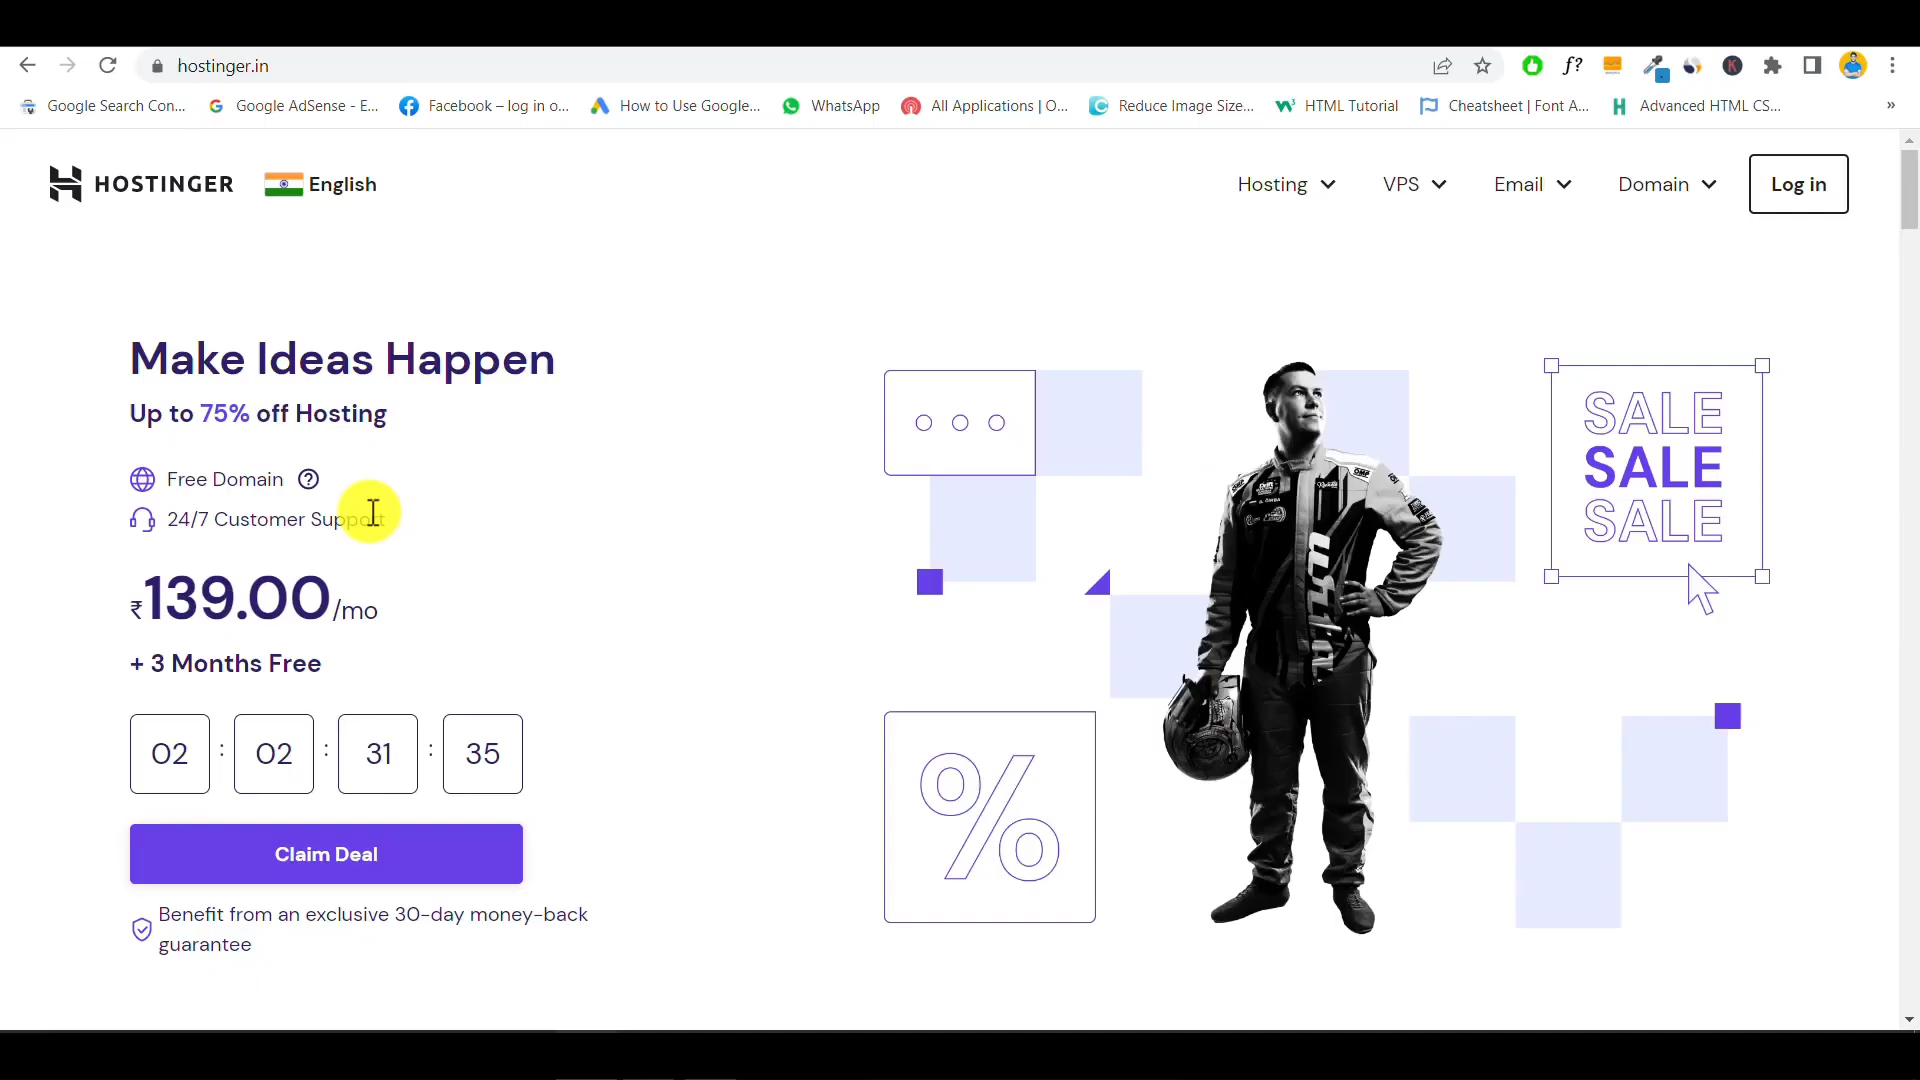 hostinger.in
f?
K
Google Search Con...
Google AdSense - E...
Facebook – log in o...
How to Use Google...
WhatsApp
All Applications | O...
Reduce Image Size...
HTML Tutorial
Cheatsheet | Font A...
Advanced HTML CS...
»
HOSTINGER
English
Hosting
VPS
Email
Domain
Log in
Make Ideas Happen
Up to 75% off Hosting
Free Domain ?
24/7 Customer Support
₹139.00/mo
+ 3 Months Free
02 : 02 : 31 : 35
Claim Deal
Benefit from an exclusive 30-day money-back
guarantee
SALE
SALE
SALE
%
OMP